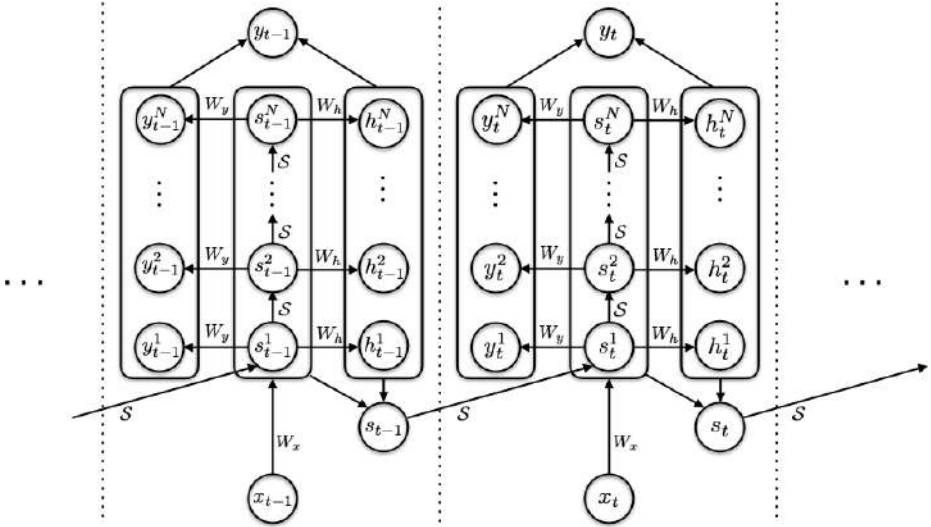 y_{t-1} y_t
y_{t-1}^N W_y s_{t-1}^N W_h h_{t-1}^N y_t^N W_y s_t^N W_h h_t^N
S S
⋮ ⋮ ⋮ ⋮ ⋮ ⋮
S S
y_{t-1}^2 W_y s_{t-1}^2 W_h h_{t-1}^2 y_t^2 W_y s_t^2 W_h h_t^2
... ...
S S
y_{t-1}^1 W_y s_{t-1}^1 W_h h_{t-1}^1 y_t^1 W_y s_t^1 W_h h_t^1
S S S
s_{t-1} s_t
W_x W_x
x_{t-1} x_t